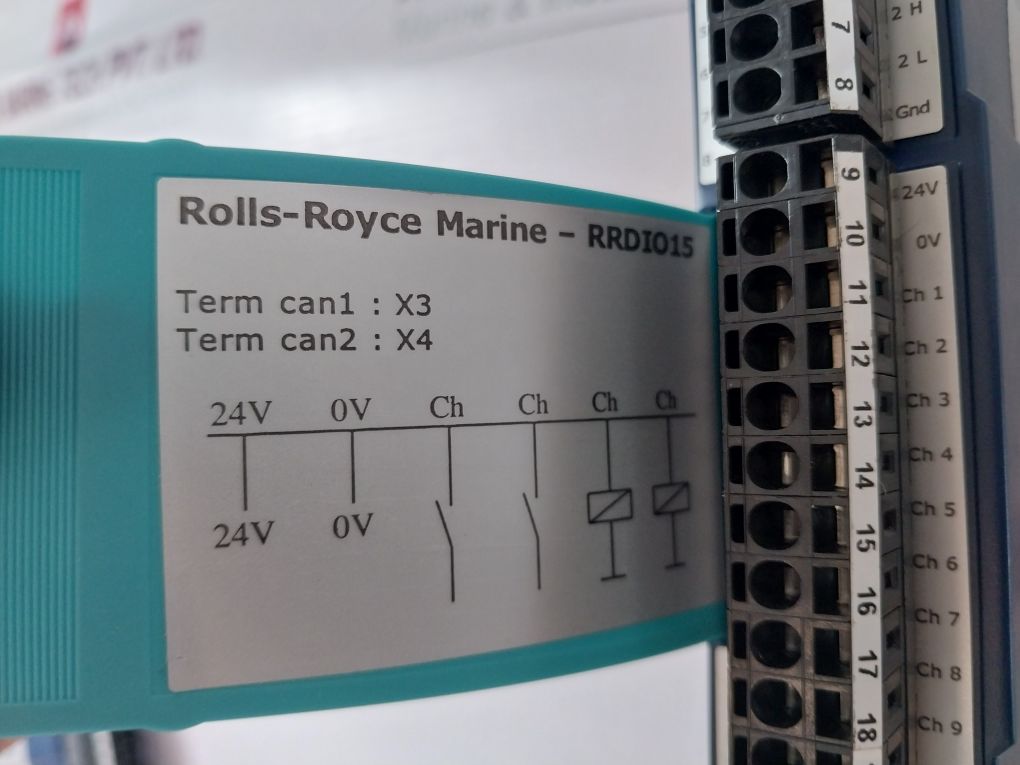 Rolls-Royce Marine - RRDIO15
Term can1 : X3
Term can2 : X4
24V 0V Ch Ch Ch Ch
24V 0V
7 2 H
8 2 L
Gnd
9 24V
10 0V
11 Ch 1
12 Ch 2
13 Ch 3
14 Ch 4
15 Ch 5
16 Ch 6
17 Ch 7
18 Ch 8
Ch 9